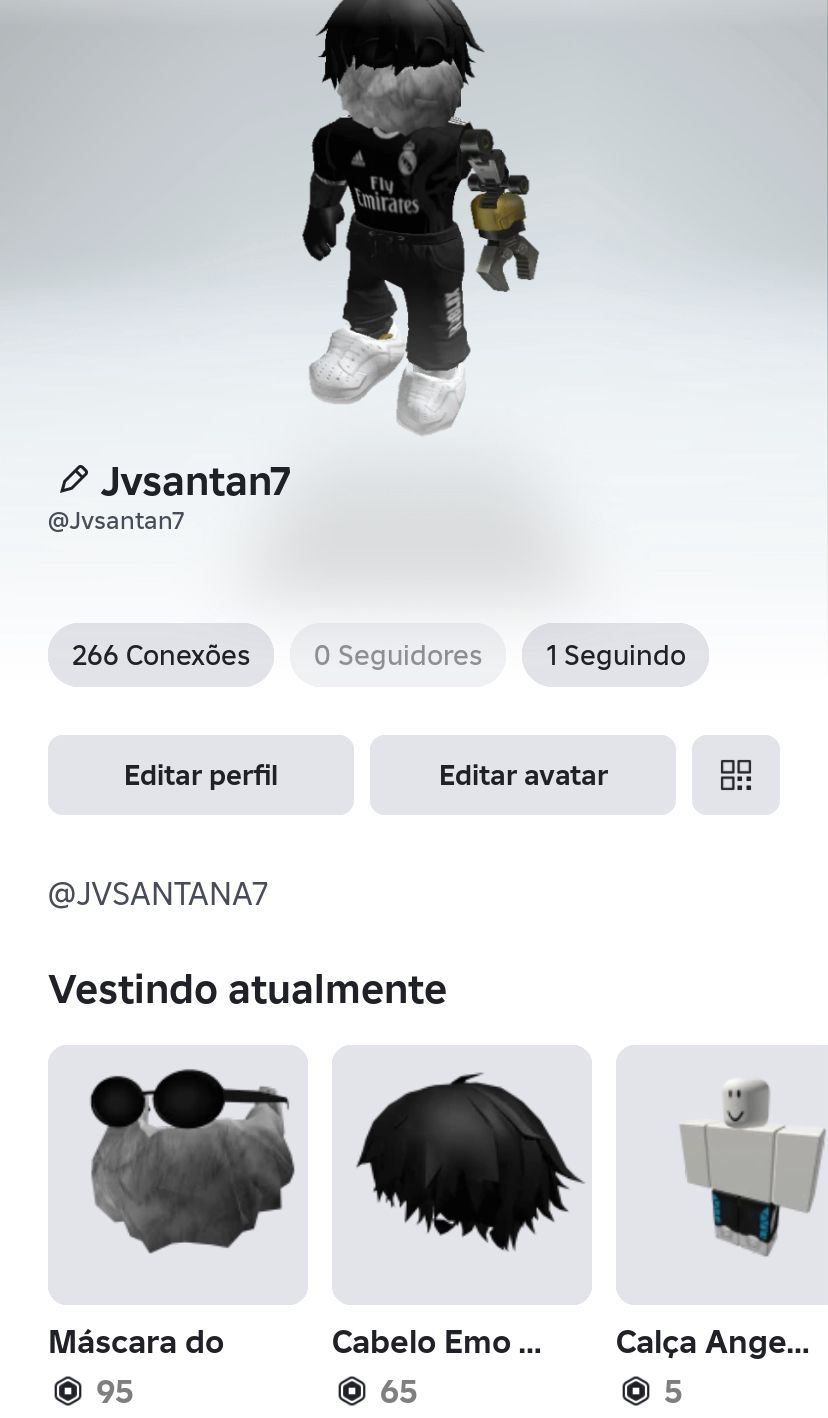 Fly
Emirates
Jvsantan7
@Jvsantan7
266 Conexões
0 Seguidores
1 Seguindo
Editar perfil
Editar avatar
@JVSANTANA7
Vestindo atualmente
Máscara do
Cabelo Emo ...
Calça Ange...
95
65
5